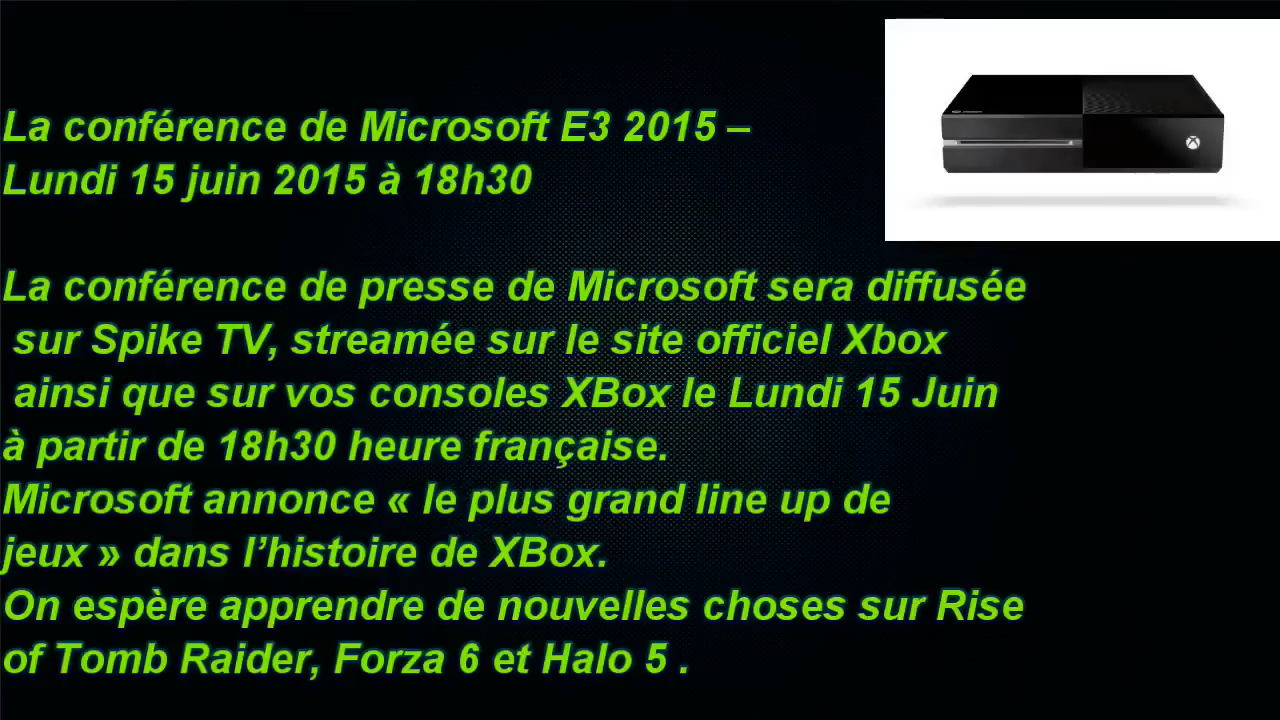 La conférence de Microsoft E3 2015 –
Lundi 15 juin 2015 à 18h30
La conférence de presse de Microsoft sera diffusée
sur Spike TV, streamée sur le site officiel Xbox
ainsi que sur vos consoles XBox le Lundi 15 Juin
à partir de 18h30 heure française.
Microsoft annonce « le plus grand line up de
jeux » dans l’histoire de XBox.
On espère apprendre de nouvelles choses sur Rise
of Tomb Raider, Forza 6 et Halo 5 .